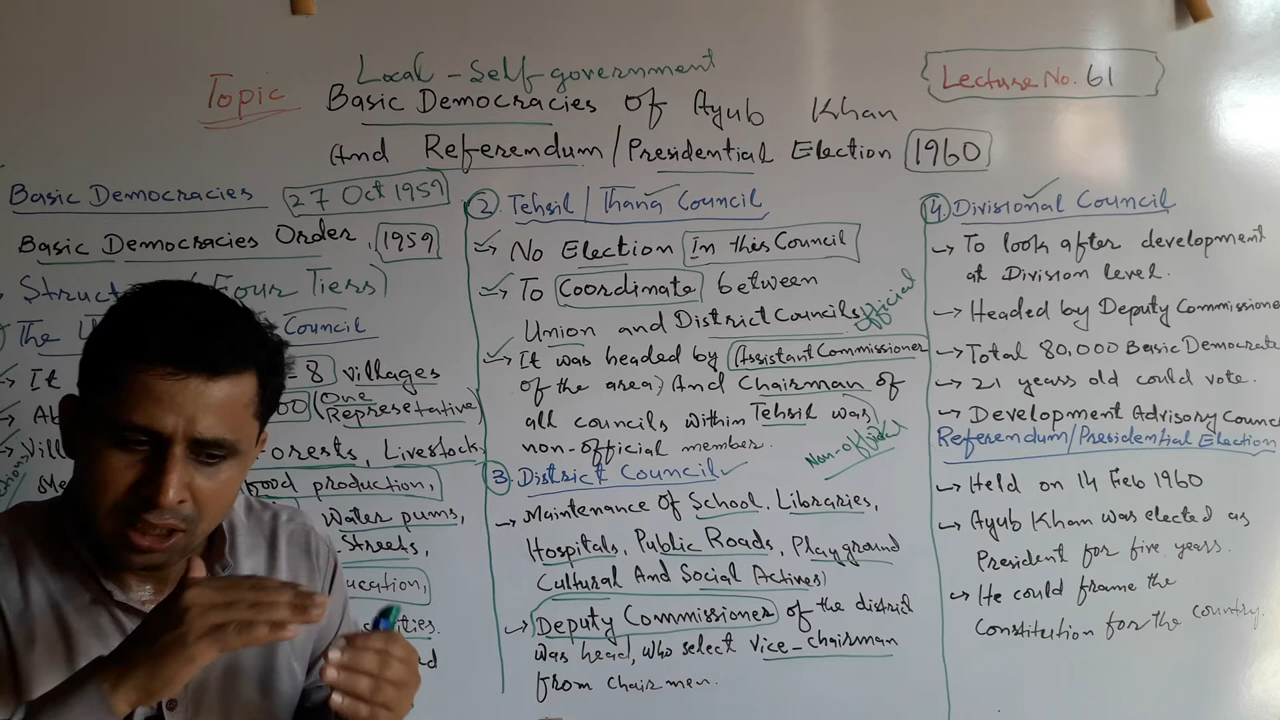 Local-Self-government
Topic Basic Democracies of Ayub Khan
And Referendum/Presidential Election 1960
Lecture No. 61
Basic Democracies 27 Oct 1959
Basic Democracies Order, 1959
Four Tiers)
The Council
It 8 villages
(One
Represetative)
orests, Livestock
ood production,
Water pums,
Streets,
ucation,
2. Tehsil/Thana Council
No Election In this Council
To Coordinate between
Union and District Councils official
It was headed by Assistant Commissioner
of the area; And Chairman of
all councils within Tehsil was
non-official member. Non-official
3. District Council
Maintenance of School, Libraries,
Hospitals, Public Roads, Playground
Cultural And Social Actives)
Deputy Commissioner of the district
was head, who select vice-chairman
from chairmen.
4. Divisional Council
To look after development
at Division level.
Headed by Deputy Commissione
Total 80,000 Basic Democrate
21 years old could vote.
Development Advisory Counc
Referendum/Presidential Election
Held on 14 Feb 1960
Ayub Khan was elected as
President for five years.
He could frame the
Constitution for the country.